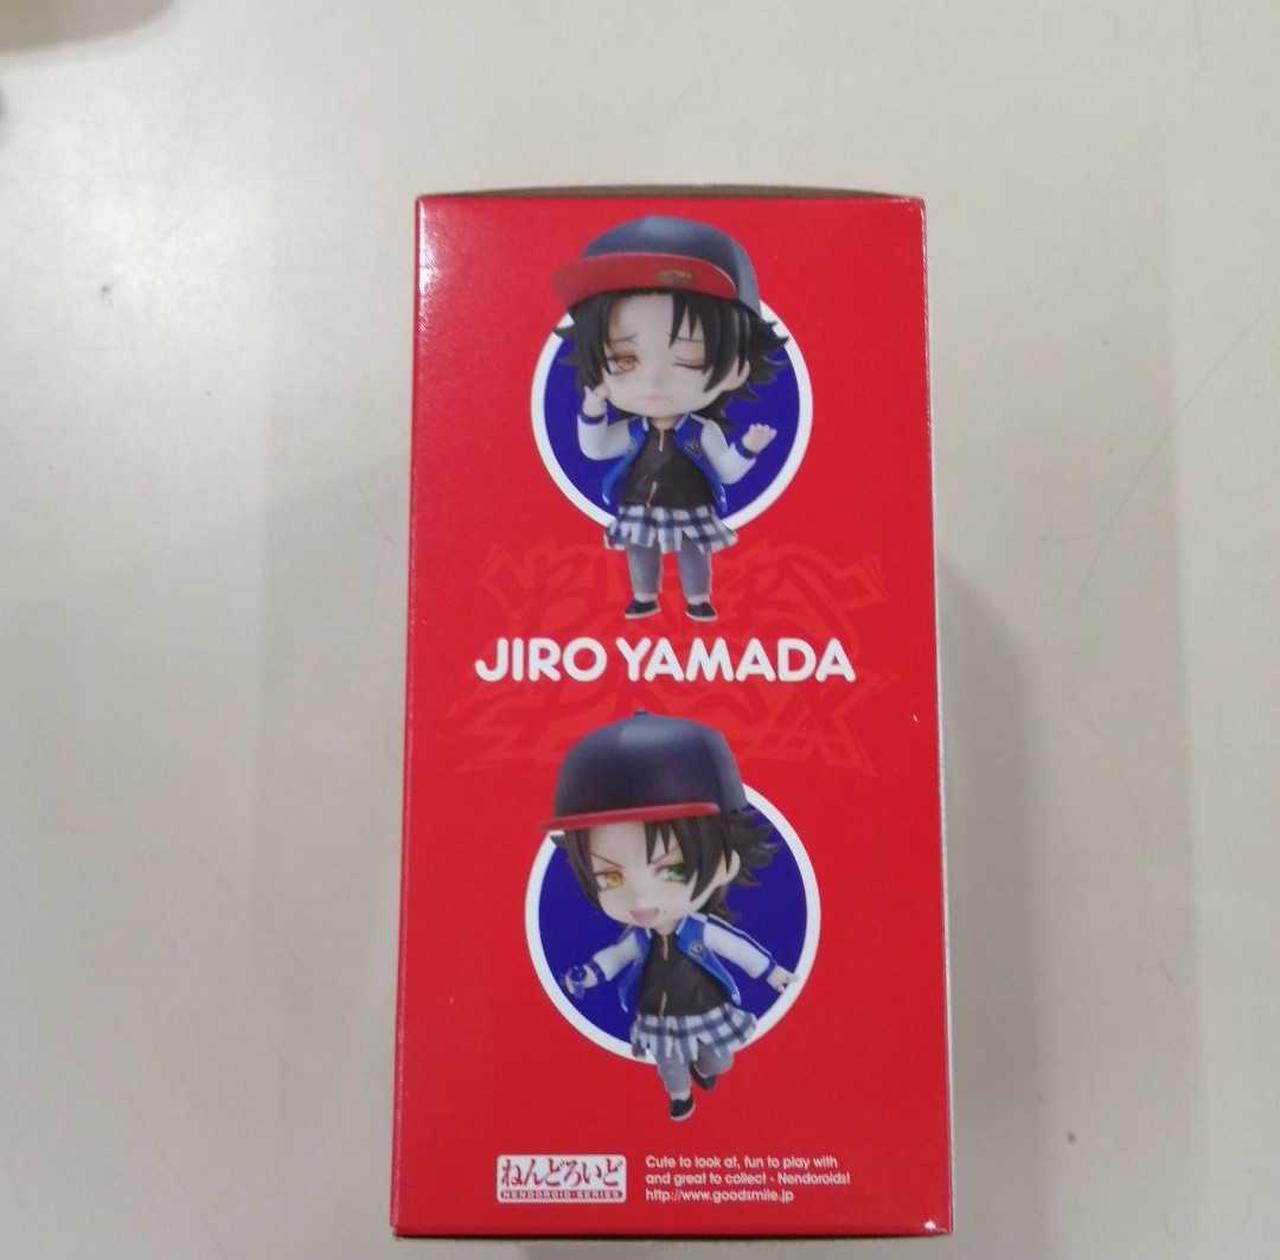 JIRO YAMADA
ねんどろいど
NENDOROID SERIES
Cute to look at, fun to play with
and great to collect - Nendoroids!
http://www.goodsmile.jp